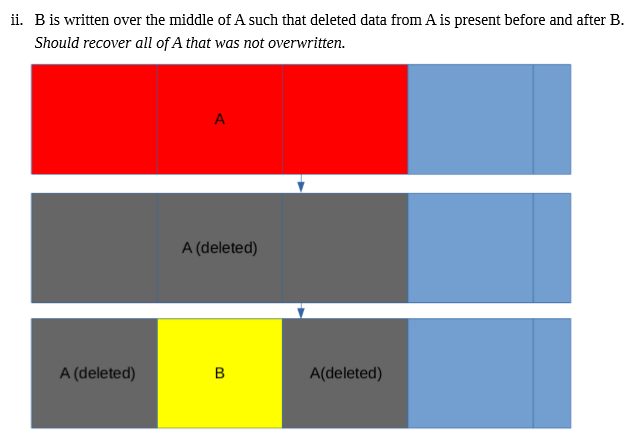 ii. B is written over the middle of A such that deleted data from A is present before and after B.
Should recover all of A that was not overwritten.
A
A (deleted)
A (deleted) B A(deleted)